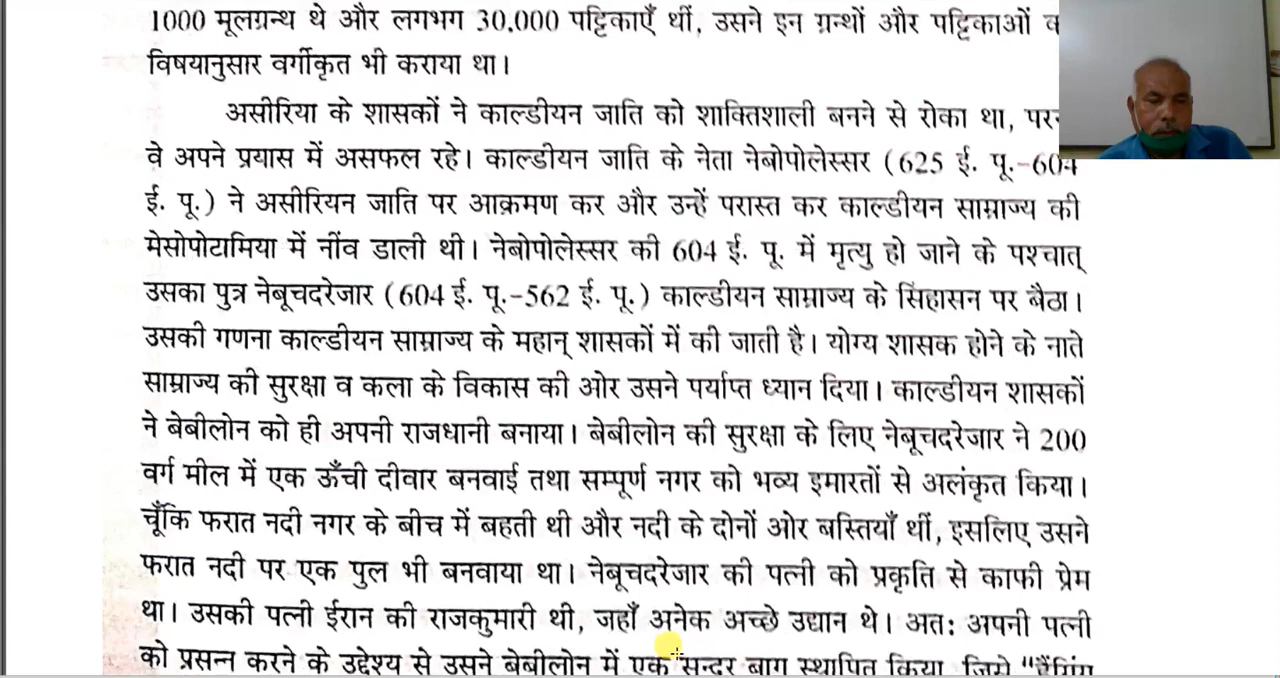 1000 मूलग्रन्थ थे और लगभग 30.000 पट्टिकाएँ थीं, उसने इन ग्रन्थों और पट्टिकाओं
विषयानुसार वर्गीकृत भी कराया था।
असीरिया के शासकों ने काल्डीयन जाति को शाक्तिशाली बनने से रोका था,
वे अपने प्रयास में असफल रहे। काल्डीयन जाति के नेता नेबोपोलेस्सर (625 ई. पू.-604
ई. पू.) ने असीरियन जाति पर आक्रमण कर और उन्हें परास्त कर काल्डीयन साम्राज्य की
मेसोपोटामिया में नींव डाली थी। नेबोपोलेस्सर की 604 ई. पू. में मृत्यु हो जाने के पश्चात्
उसका पुत्र नेबूचदरेजार (604 ई. पू.-562 ई. पू.) काल्डीयन साम्राज्य के सिंहासन पर बैठा।
उसकी गणना काल्डीयन साम्राज्य के महान् शासकों में की जाती है। योग्य शासक होने के नाते
साम्राज्य की सुरक्षा व कला के विकास की ओर उसने पर्याप्त ध्यान दिया। काल्डीयन शासकों
ने बेबीलोन को ही अपनी राजधानी बनाया। बेबीलोन की सुरक्षा के लिए नेबूचदरेजार ने 200
वर्ग मील में एक ऊँची दीवार बनवाई तथा सम्पूर्ण नगर को भव्य इमारतों से अलंकृत किया।
चूँकि फरात नदी नगर के बीच में बहती थी और नदी के दोनों ओर बस्तियाँ थीं, इसलिए उसने
फरात नदी पर एक पुल भी बनवाया था। नेबूचदरेजार की पत्नी को प्रकृति से काफी प्रेम
था। उसकी पत्नी ईरान की राजकुमारी थी, जहाँ अनेक अच्छे उद्यान थे। अत: अपनी पत्नी
को प्रसन्न करने के उद्देश्य से उसने बेबीलोन में एक सुन्दर बाग स्थापित किया, जिसे "हैंगिंग